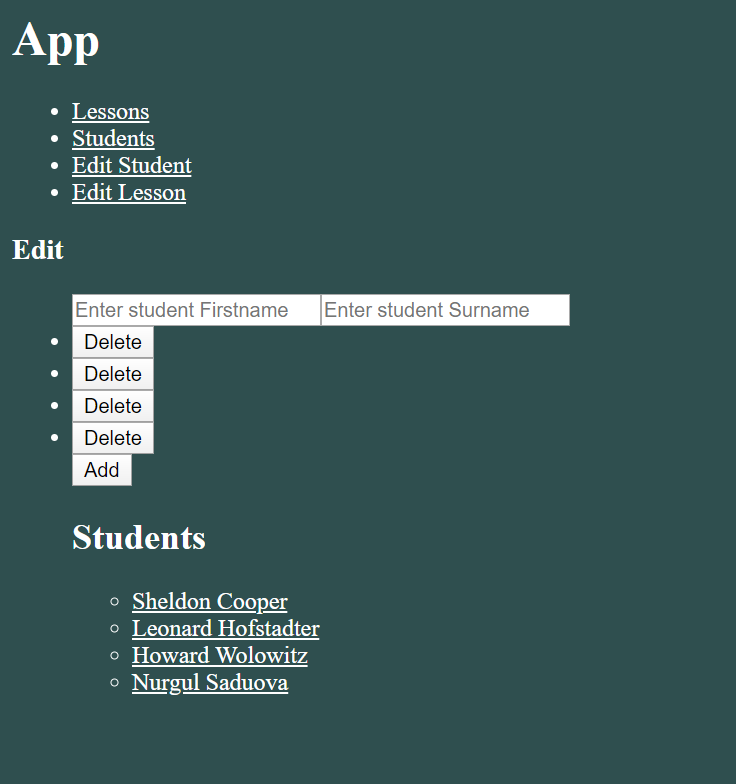 App
Lessons
Students
Edit Student
Edit Lesson
Edit
Enter student Firstname Enter student Surname
Delete
Delete
Delete
Delete
Add
Students
Sheldon Cooper
Leonard Hofstadter
Howard Wolowitz
Nurgul Saduova